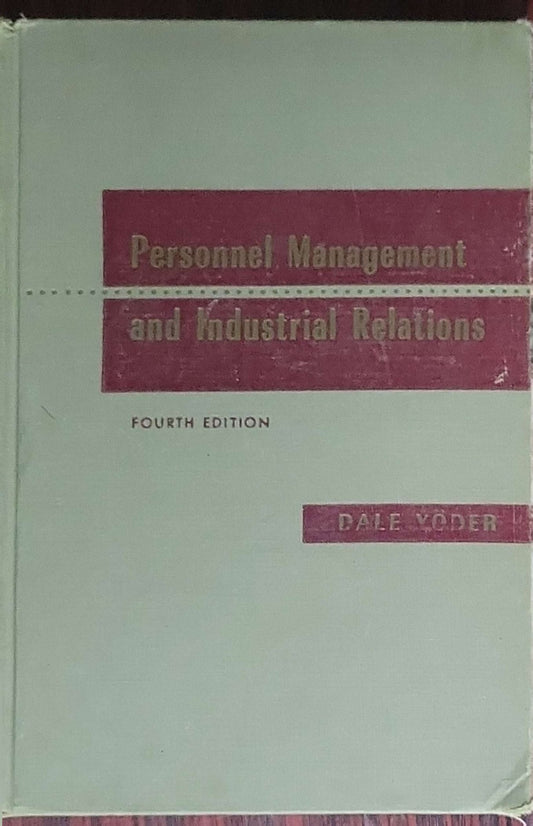 Personnel Management
and Industrial Relations
FOURTH EDITION
DALE YODER